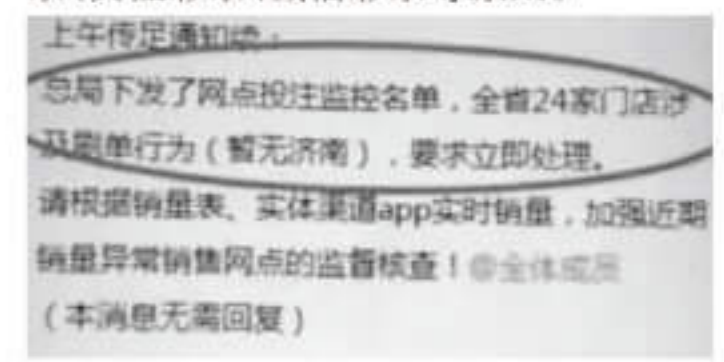 上午传足通知
总局下发了网点投注监控名单，全省24家门店涉
及刷单行为（暂无济南），要求立即处理。
请根据销量表、实体渠道app实时销量，加强近期
销量异常销售网点的监督核查！@全体成员
（本消息无需回复）